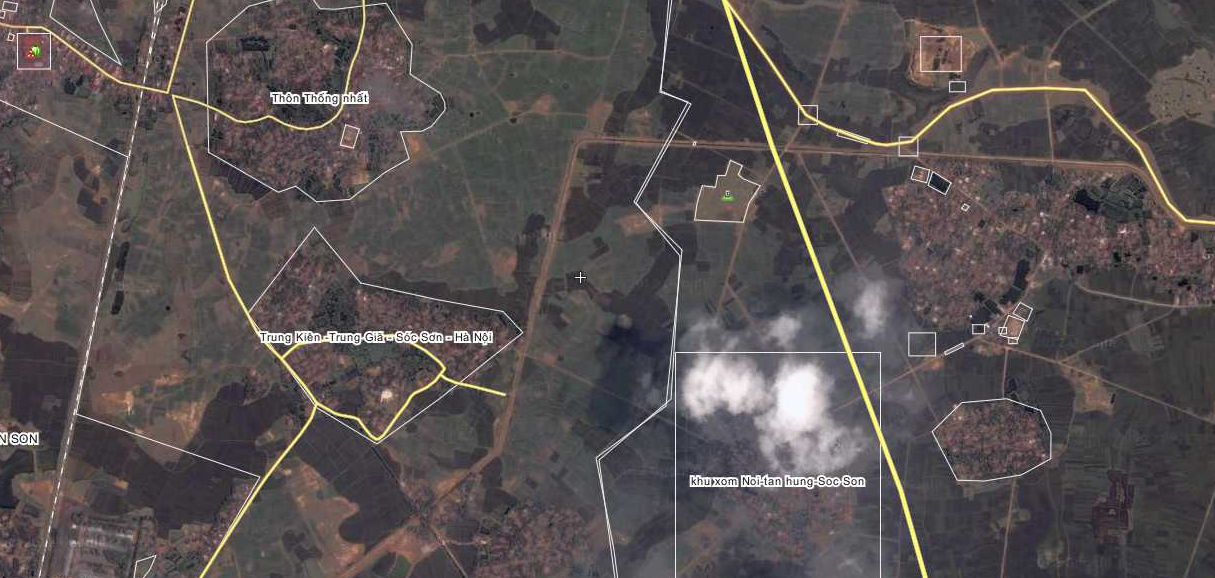 Thôn Thống nhất
Trung Kiên -Trung Giã - Sóc Sơn - Hà Nội
N SON
khu xom Noi-tan hung-Soc Son